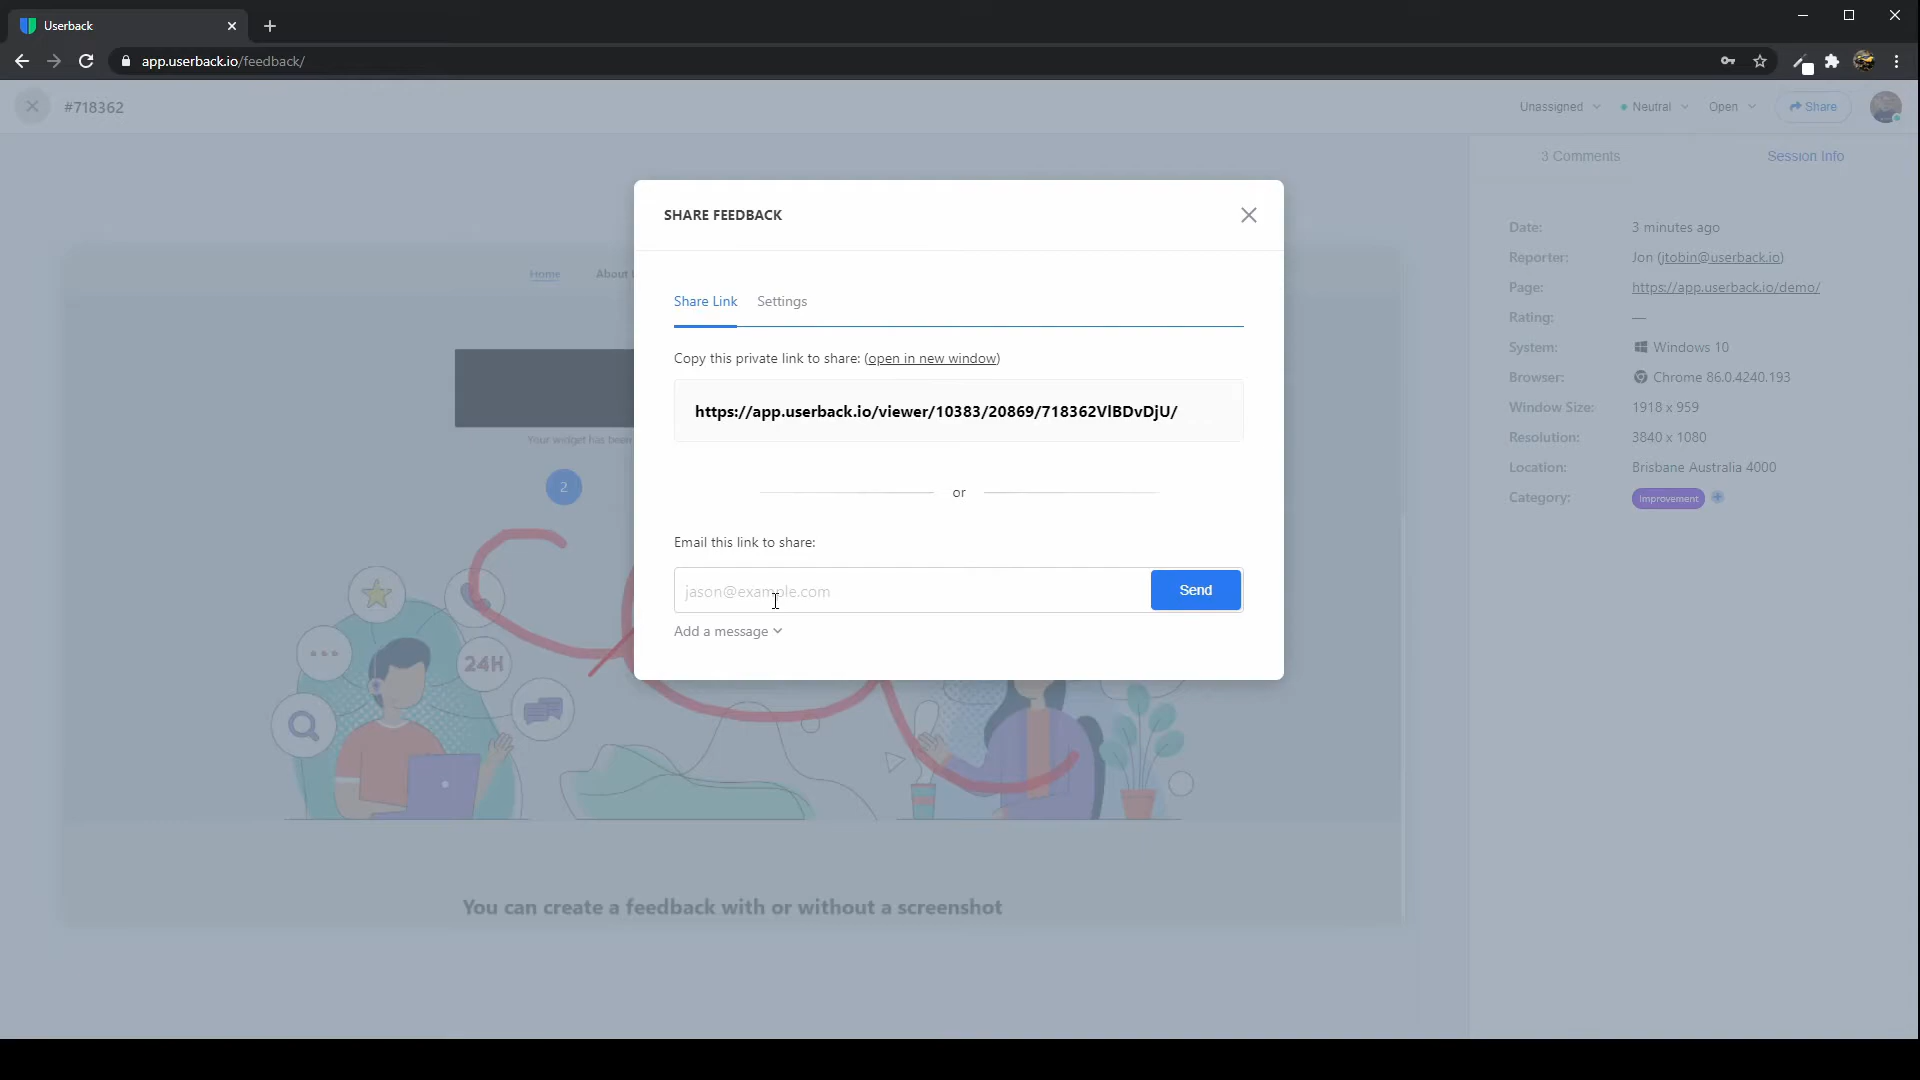 Userback
app.userback.io/feedback/
#718362
Unassigned
Neutral
Open
Share
3 Comments
Session Info
SHARE FEEDBACK
Share Link
Settings
Copy this private link to share: (open in new window)
https://app.userback.io/viewer/10383/20869/718362VlBDvDjU/
or
Email this link to share:
jason@example.com
Send
Add a message
Home
About
Your widget has been
2
24H
You can create a feedback with or without a screenshot
Date: 3 minutes ago
Reporter: Jon (jtobin@userback.io)
Page: https://app.userback.io/demo/
Rating: —
System: Windows 10
Browser: Chrome 86.0.4240.193
Window Size: 1918 x 959
Resolution: 3840 x 1080
Location: Brisbane Australia 4000
Category: Improvement